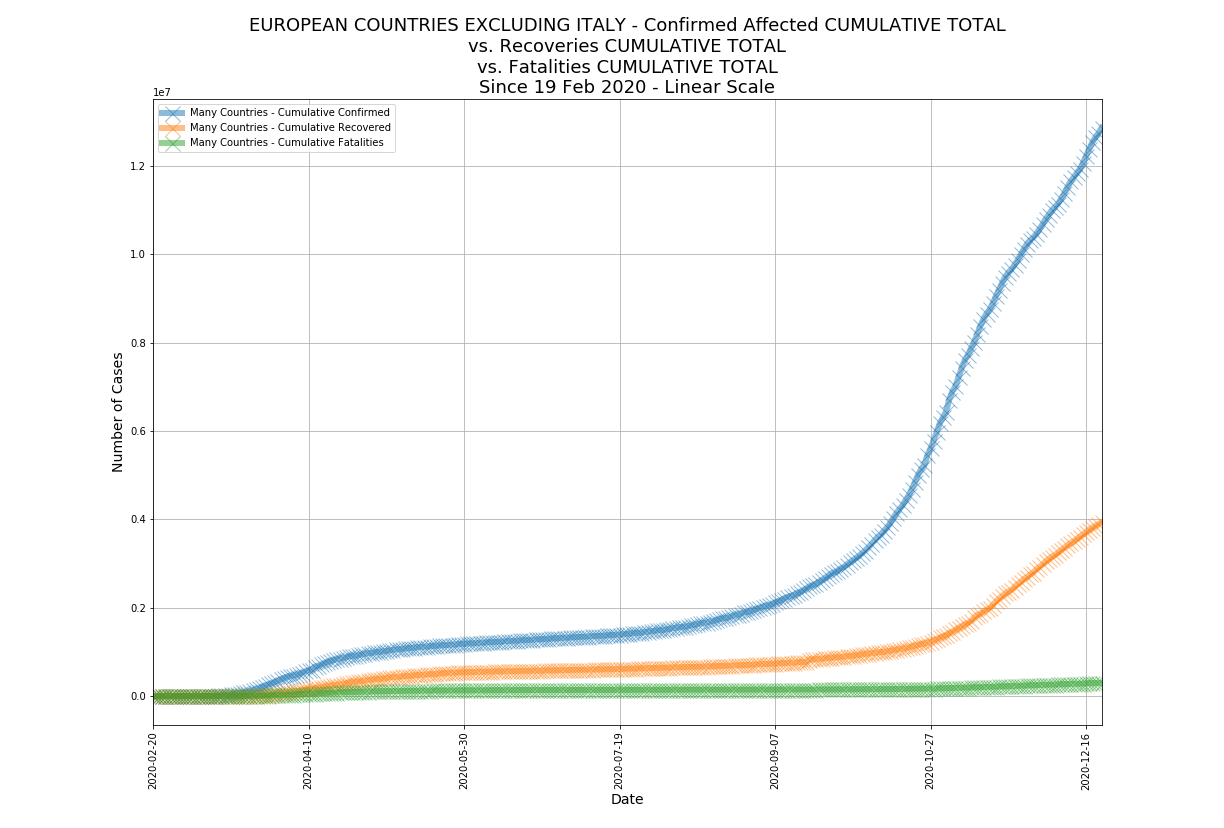 EUROPEAN COUNTRIES EXCLUDING ITALY - Confirmed Affected CUMULATIVE TOTAL
vs. Recoveries CUMULATIVE TOTAL
vs. Fatalities CUMULATIVE TOTAL
Since 19 Feb 2020 - Linear Scale
1e7
Many Countries - Cumulative Confirmed
Many Countries - Cumulative Recovered
Many Countries - Cumulative Fatalities
1.2
1.0
0.8
0.6
0.4
0.2
0.0
Number of Cases
2020-02-20
2020-04-10
2020-05-30
2020-07-19
2020-09-07
2020-10-27
2020-12-16
Date